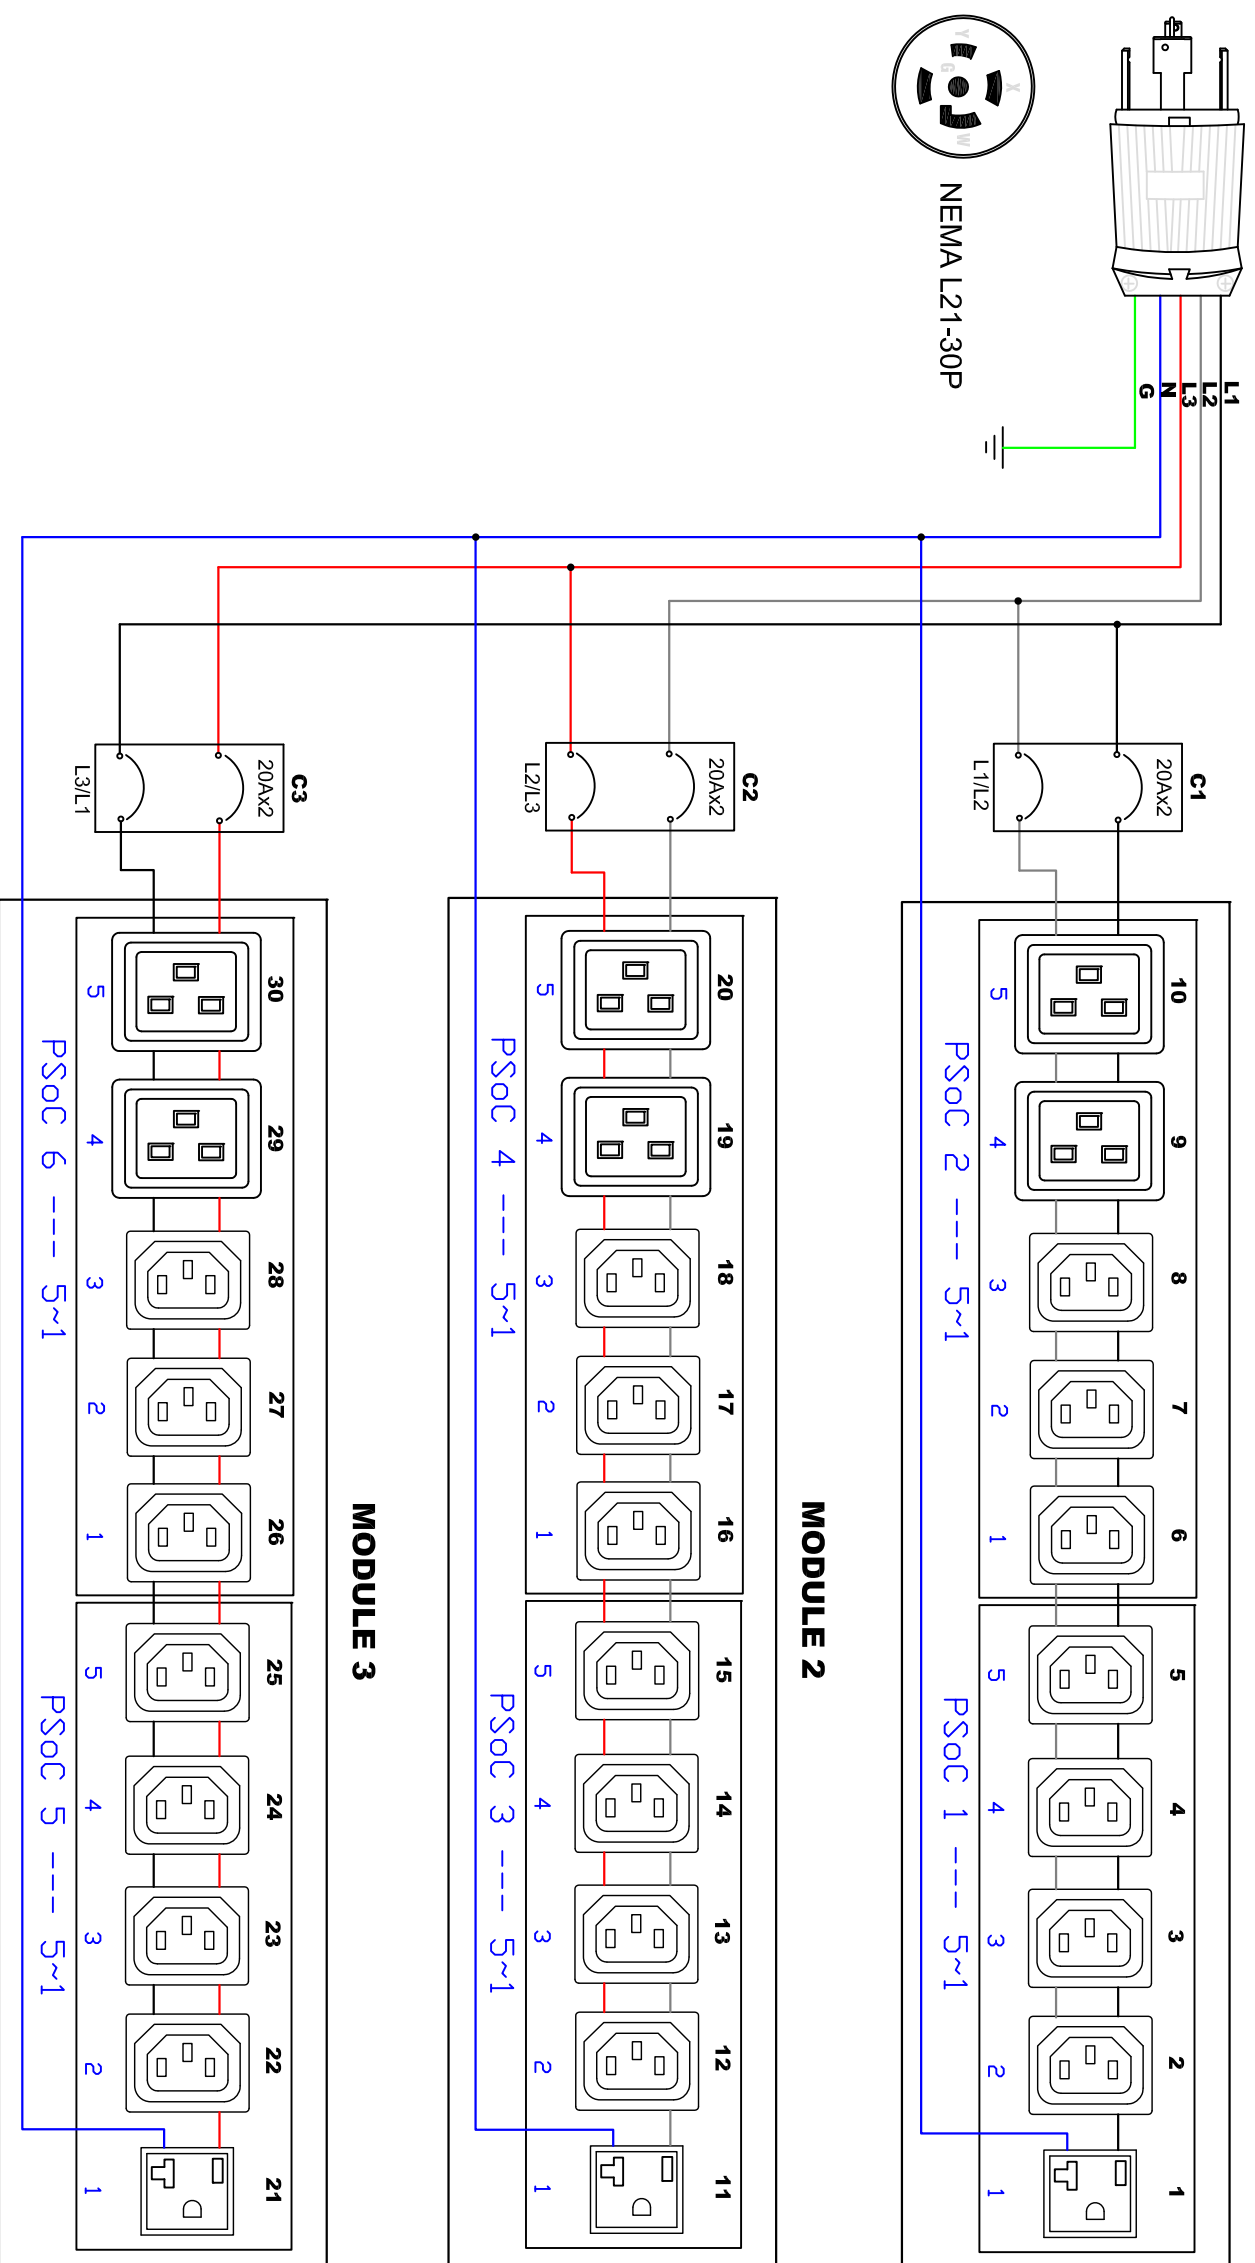 Y
G
X
W
NEMA L21-30P
L1
L2
L3
N
G
C1
20Ax2
L1/L2
C2
20Ax2
L2/L3
C3
20Ax2
L3/L1
10
9
8
7
6
5
4
3
2
1
5
4
3
2
1
5
4
3
2
1
PSoC 2 --- 5~1
PSoC 1 --- 5~1
MODULE 2
20
19
18
17
16
15
14
13
12
11
5
4
3
2
1
5
4
3
2
1
PSoC 4 --- 5~1
PSoC 3 --- 5~1
MODULE 3
30
29
28
27
26
25
24
23
22
21
5
4
3
2
1
5
4
3
2
1
PSoC 6 --- 5~1
PSoC 5 --- 5~1